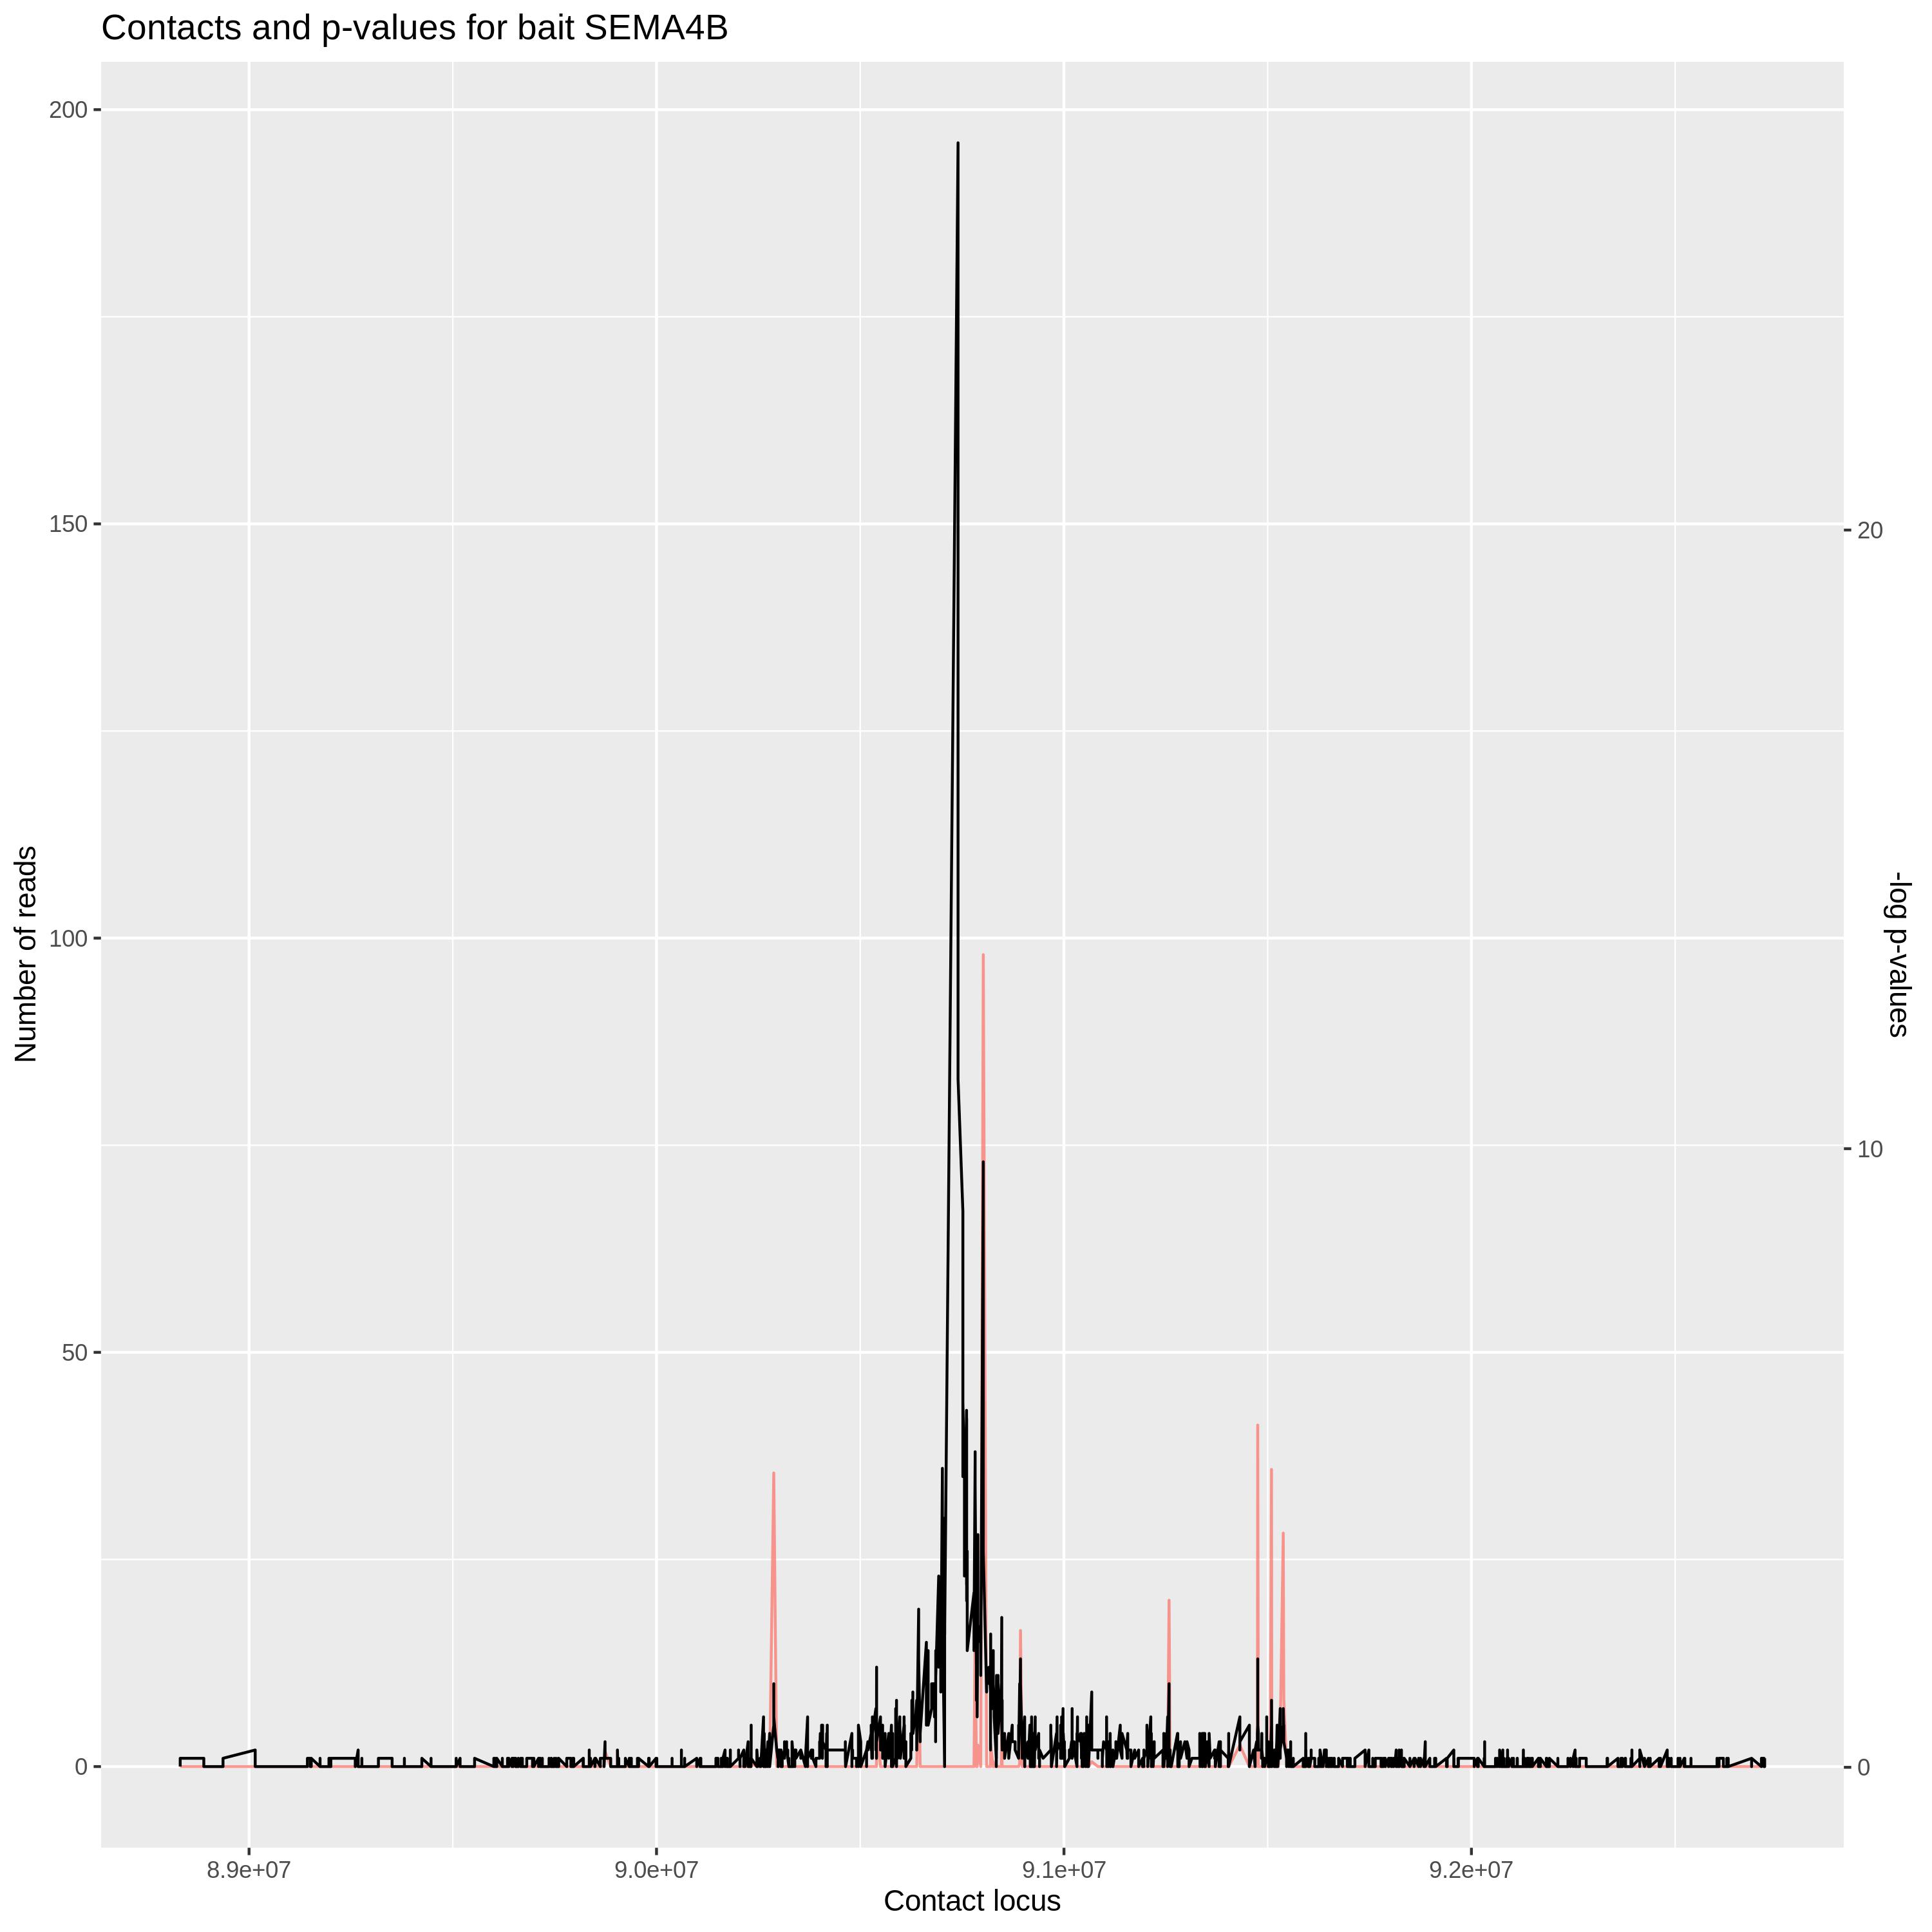 Contacts and p-values for bait SEMA4B
200
150
100
50
0
Number of reads
20
10
0
-log p-values
8.9e+07
9.0e+07
9.1e+07
9.2e+07
Contact locus